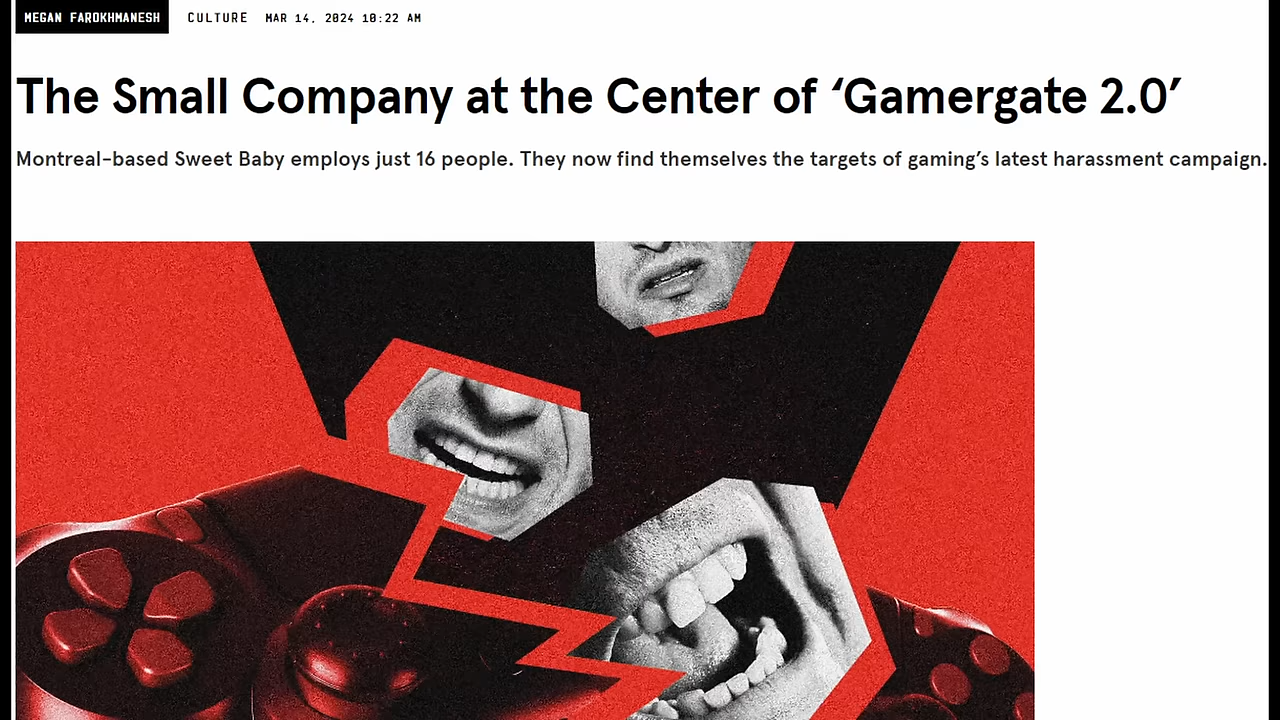 MEGAN FAROKHMANESH CULTURE MAR 14, 2024 10:22 AM
The Small Company at the Center of ‘Gamergate 2.0’
Montreal-based Sweet Baby employs just 16 people. They now find themselves the targets of gaming’s latest harassment campaign.